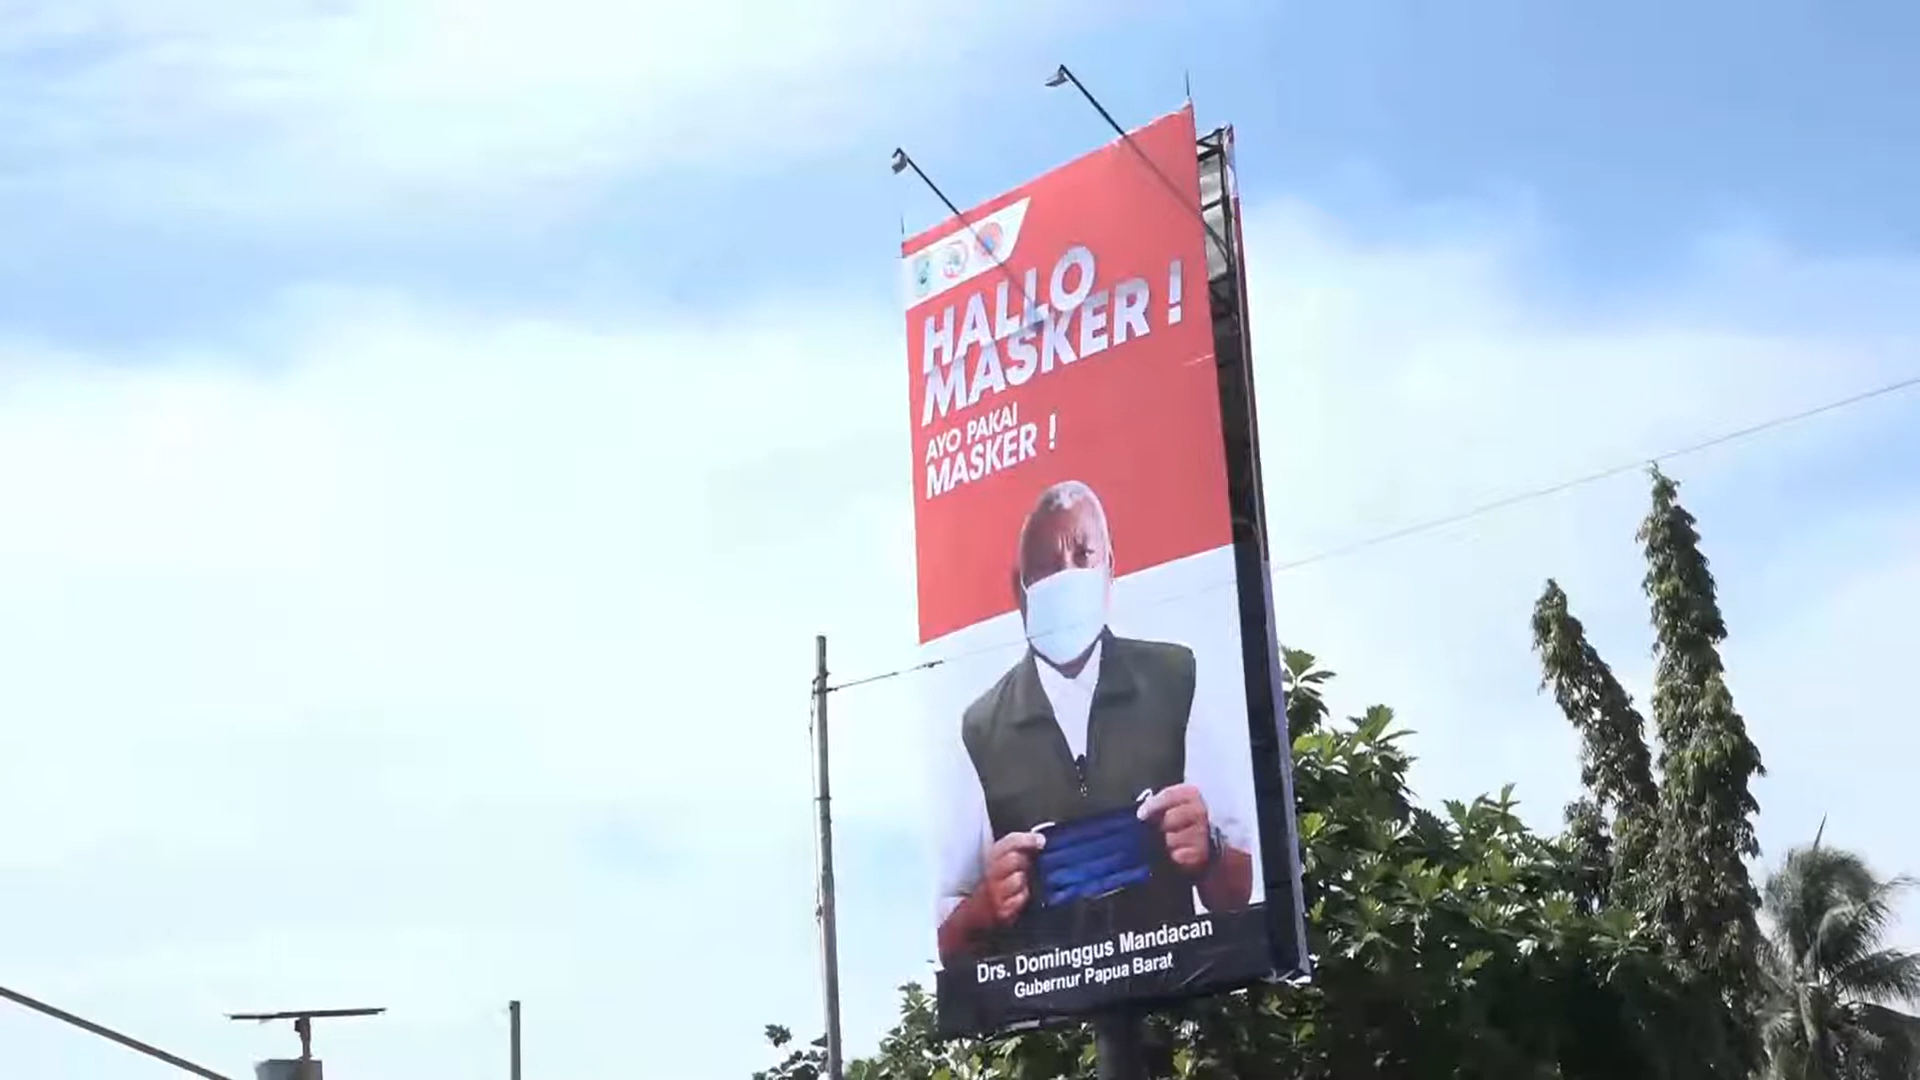 HALLO
MASKER !
AYO PAKAI
MASKER !
Drs. Dominggus Mandacan
Gubernur Papua Barat